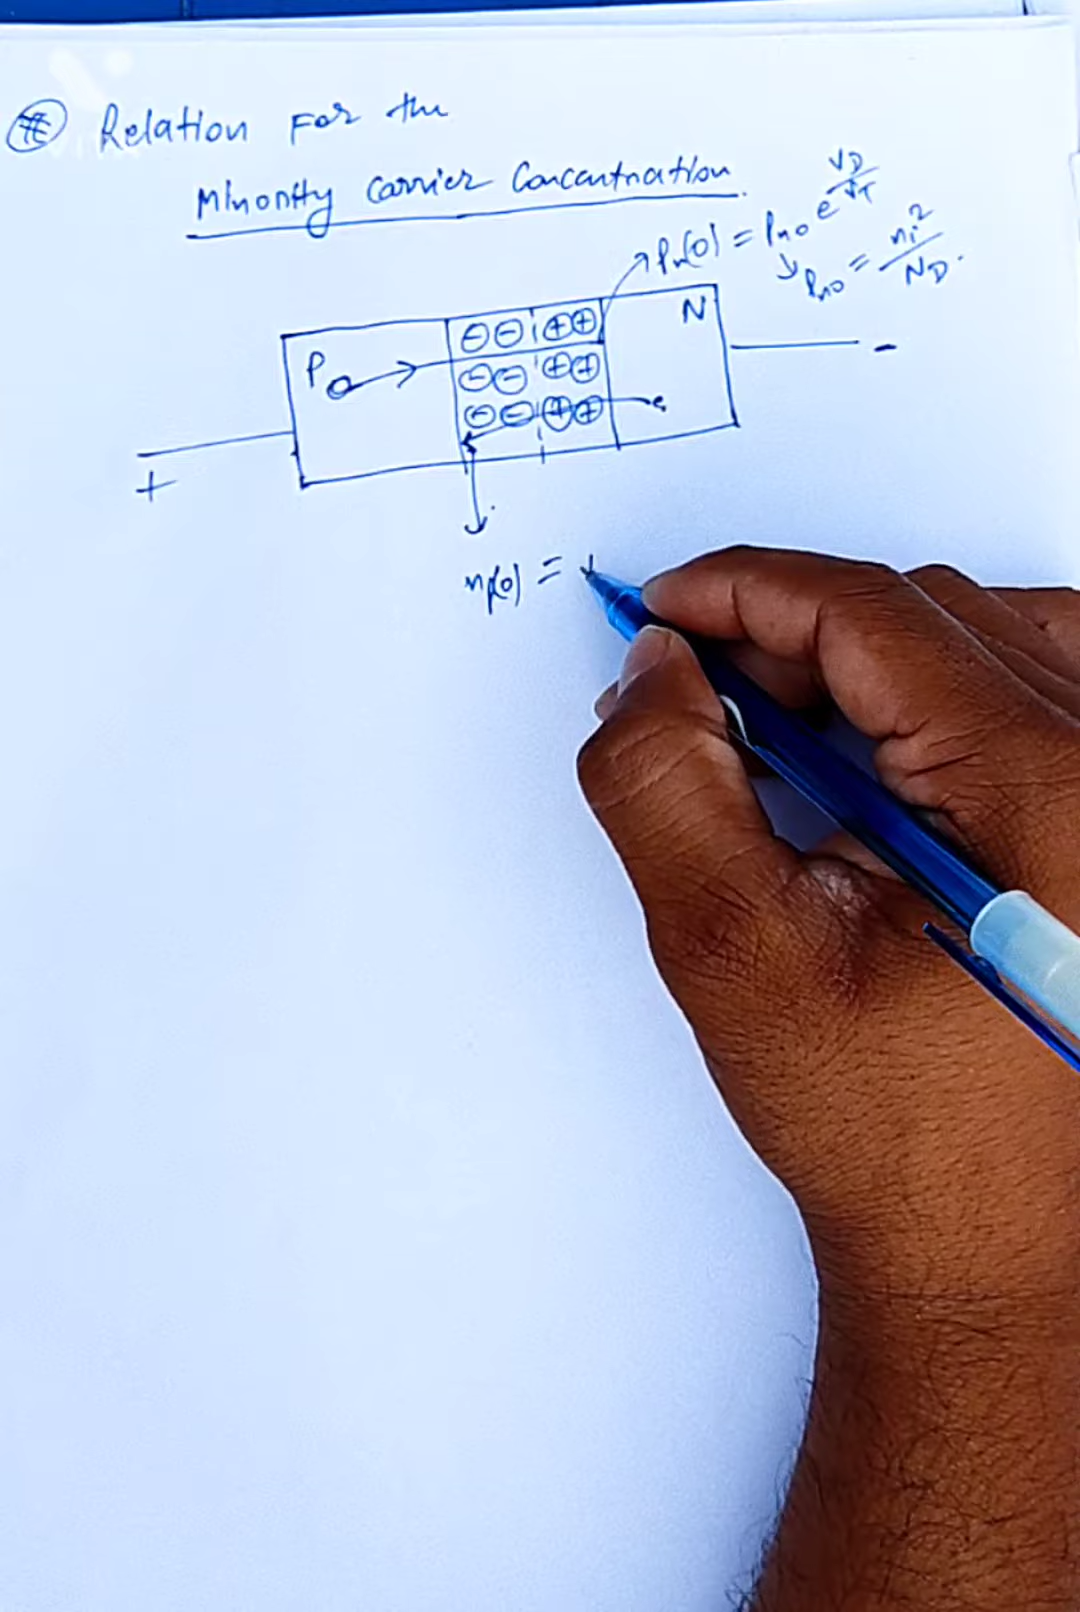 Relation For the
Minority Carrier Concentration.
Pn(0) = Pno e^VD/VT
Pno = ni²/ND.
P
⊖ ⊖ ⊕ ⊕
N
⊖ ⊖ ⊕ ⊕
⊖ ⊖ ⊕ ⊕
+
-
np(0) =